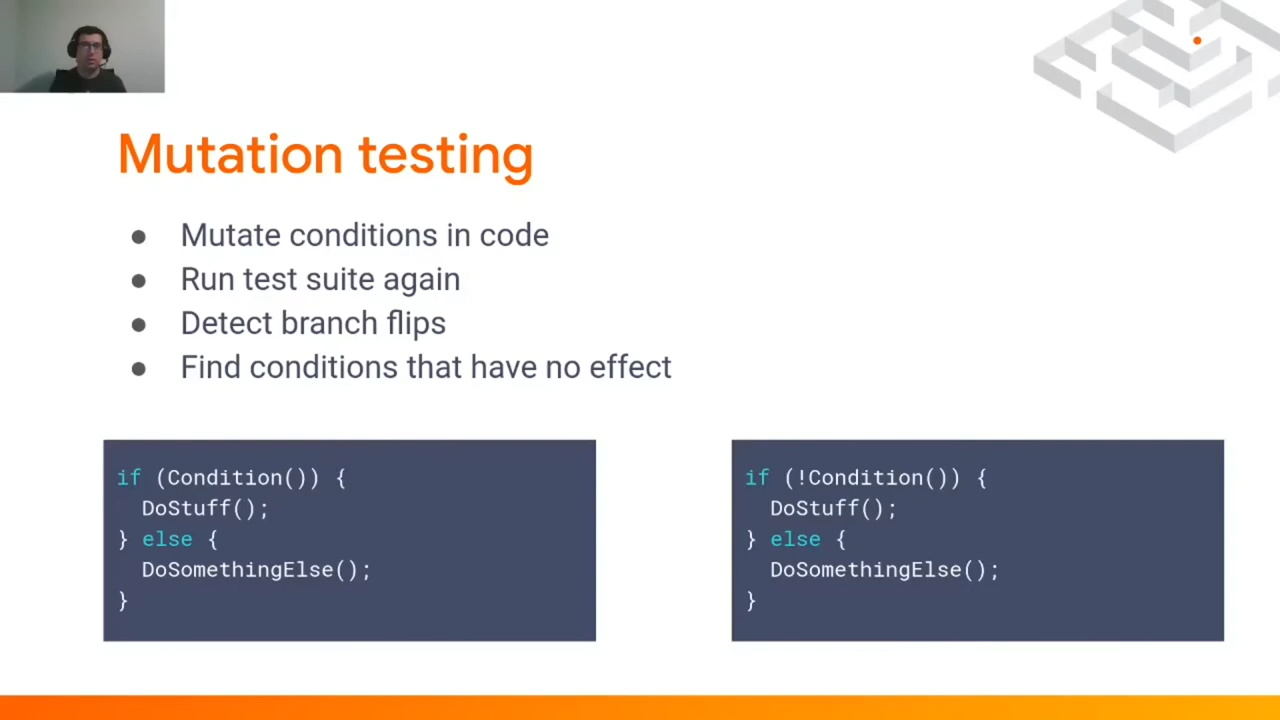 Mutation testing
● Mutate conditions in code
● Run test suite again
● Detect branch flips
● Find conditions that have no effect
if (Condition()) {
  DoStuff();
} else {
  DoSomethingElse();
}
if (!Condition()) {
  DoStuff();
} else {
  DoSomethingElse();
}